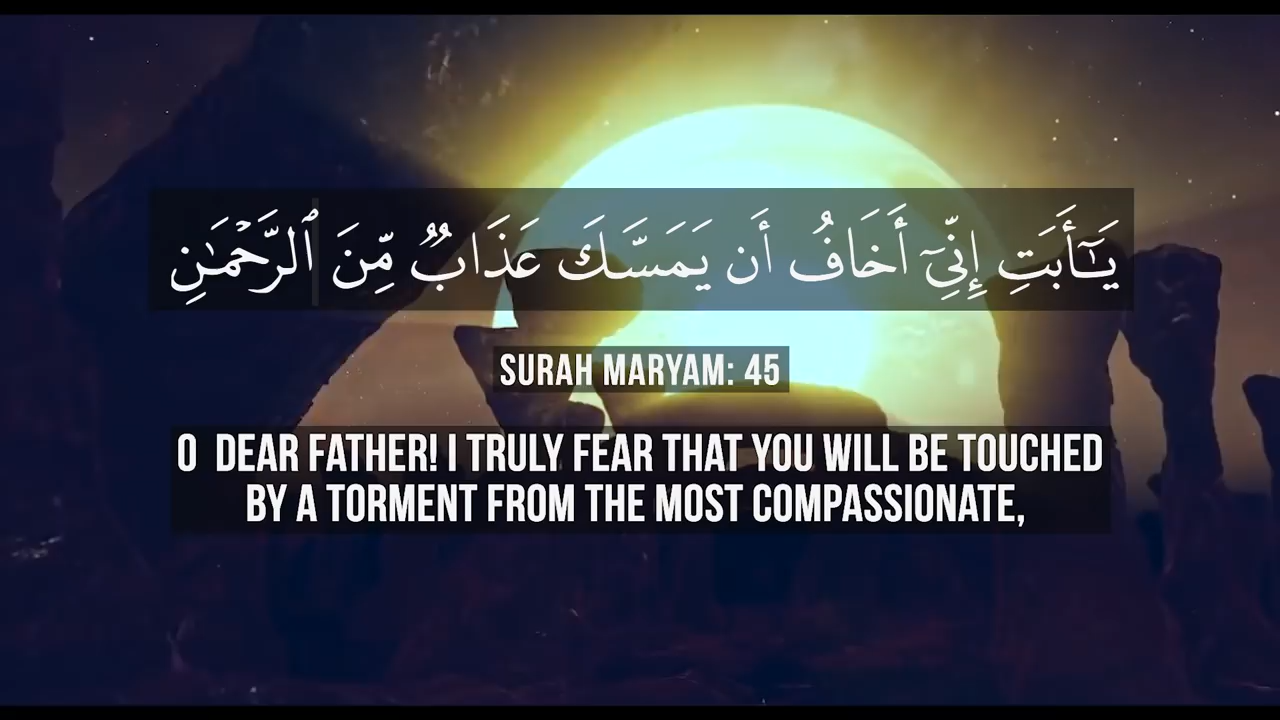 يَـٰٓأَبَتِ إِنِّىٓ أَخَافُ أَن يَمَسَّكَ عَذَابٌ مِّنَ ٱلرَّحْمَـٰنِ
SURAH MARYAM: 45
O DEAR FATHER! I TRULY FEAR THAT YOU WILL BE TOUCHED
BY A TORMENT FROM THE MOST COMPASSIONATE,